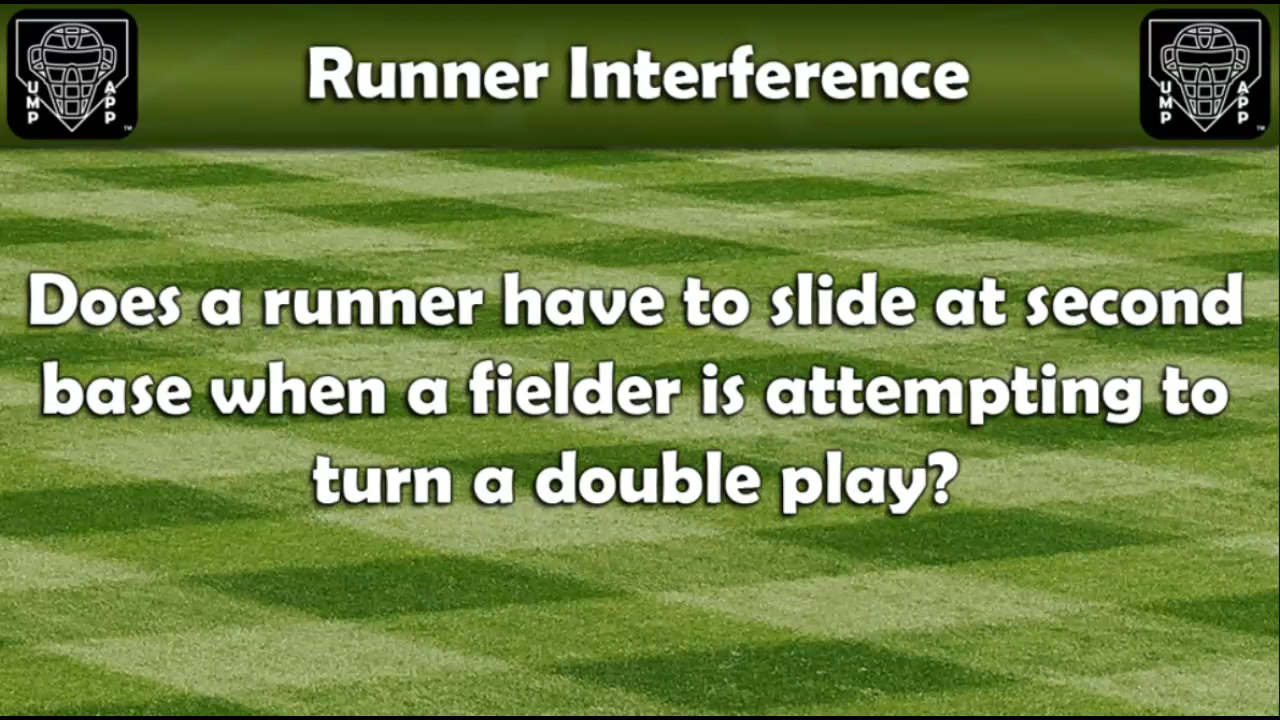 Runner Interference
UMP APP
UMP APP
Does a runner have to slide at second
base when a fielder is attempting to
turn a double play?